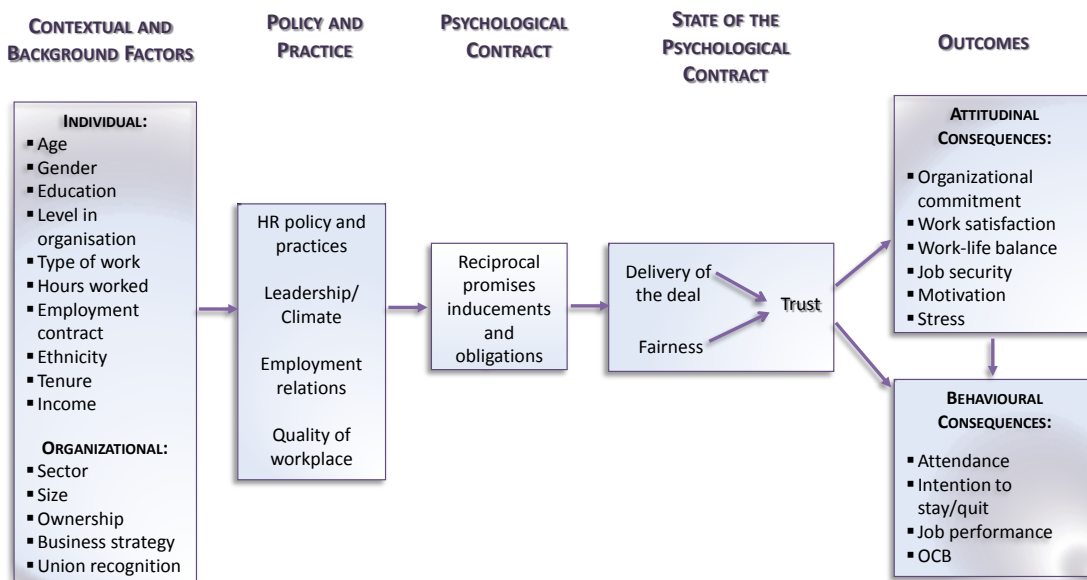 CONTEXTUAL AND
BACKGROUND FACTORS
POLICY AND
PRACTICE
PSYCHOLOGICAL
CONTRACT
STATE OF THE
PSYCHOLOGICAL
CONTRACT
OUTCOMES
INDIVIDUAL:
▪ Age
▪ Gender
▪ Education
▪ Level in
organisation
▪ Type of work
▪ Hours worked
▪ Employment
contract
▪ Ethnicity
▪ Tenure
▪ Income
ORGANIZATIONAL:
▪ Sector
▪ Size
▪ Ownership
▪ Business strategy
▪ Union recognition
HR policy and
practices
Leadership/
Climate
Employment
relations
Quality of
workplace
Reciprocal
promises
inducements
and
obligations
Delivery of
the deal
Fairness
Trust
ATTITUDINAL
CONSEQUENCES:
▪ Organizational
commitment
▪ Work satisfaction
▪ Work-life balance
▪ Job security
▪ Motivation
▪ Stress
BEHAVIOURAL
CONSEQUENCES:
▪ Attendance
▪ Intention to
stay/quit
▪ Job performance
▪ OCB